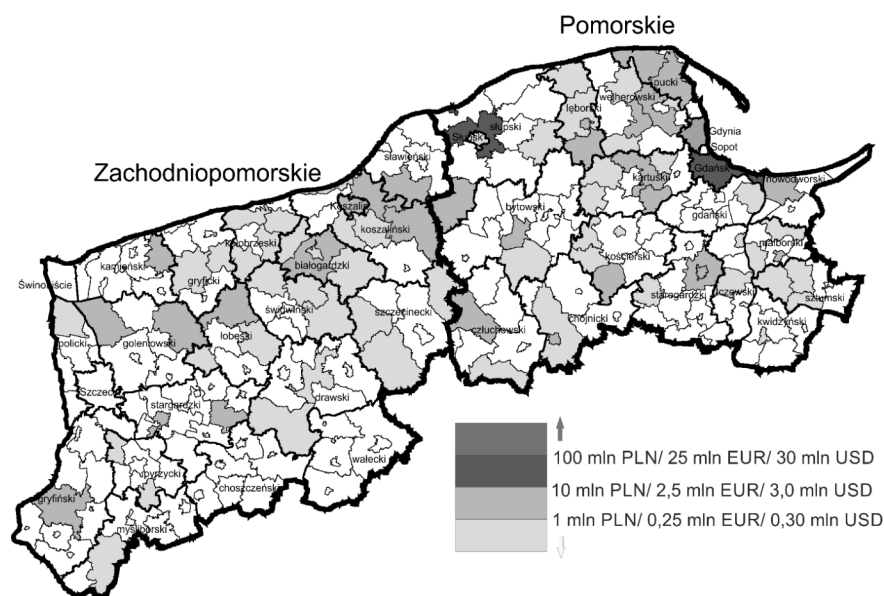 Pomorskie
Zachodniopomorskie
pucki
wejherowski
lęborski
Gdynia
Sopot
Słupsk
słupski
sławieński
Gdańsk
nowodworski
kartuski
gdański
bytowski
Koszalin
koszaliński
kołobrzeski
białogardzki
kamieński
gryficki
Świnoujście
malborski
kościerski
starogardzki
tczewski
sztumski
kwidzyński
chojnicki
człuchowski
szczecinecki
świdwiński
policki
goleniowski
łobeski
drawski
Szczec
stargardzki
wałecki
pyrzycki
choszczeński
gryfiński
myśliborski
100 mln PLN/ 25 mln EUR/ 30 mln USD
10 mln PLN/ 2,5 mln EUR/ 3,0 mln USD
1 mln PLN/ 0,25 mln EUR/ 0,30 mln USD